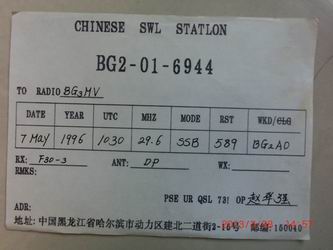 CHINESE SWL STATLON
BG2-01-6944
TO RADIO BG3MV
DATE YEAR UTC MHZ MODE RST WKD/CLG
7 May 1996 1030 29.6 SSB 589 BG2AD
RX: F30-3 ANT: DP WX:
RMKS:
PSE UR QSL 73! OP 赵华强
ADR:
地址: 中国黑龙江省哈尔滨市动力区建北二道街2-15号 邮编:150040